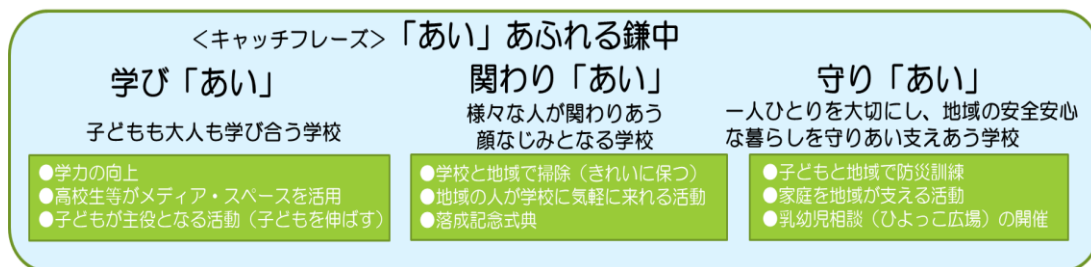 <キャッチフレーズ>「あい」あふれる鎌中
学び「あい」
子どもも大人も学び合う学校
●学力の向上
●高校生等がメディア・スペースを活用
●子どもが主役となる活動（子どもを伸ばす）
関わり「あい」
様々な人が関わりあう
顔なじみとなる学校
●学校と地域で掃除（きれいに保つ）
●地域の人が学校に気軽に来れる活動
●落成記念式典
守り「あい」
一人ひとりを大切にし、地域の安全安心
な暮らしを守りあい支えあう学校
●子どもと地域で防災訓練
●家庭を地域が支える活動
●乳幼児相談（ひよっこ広場）の開催